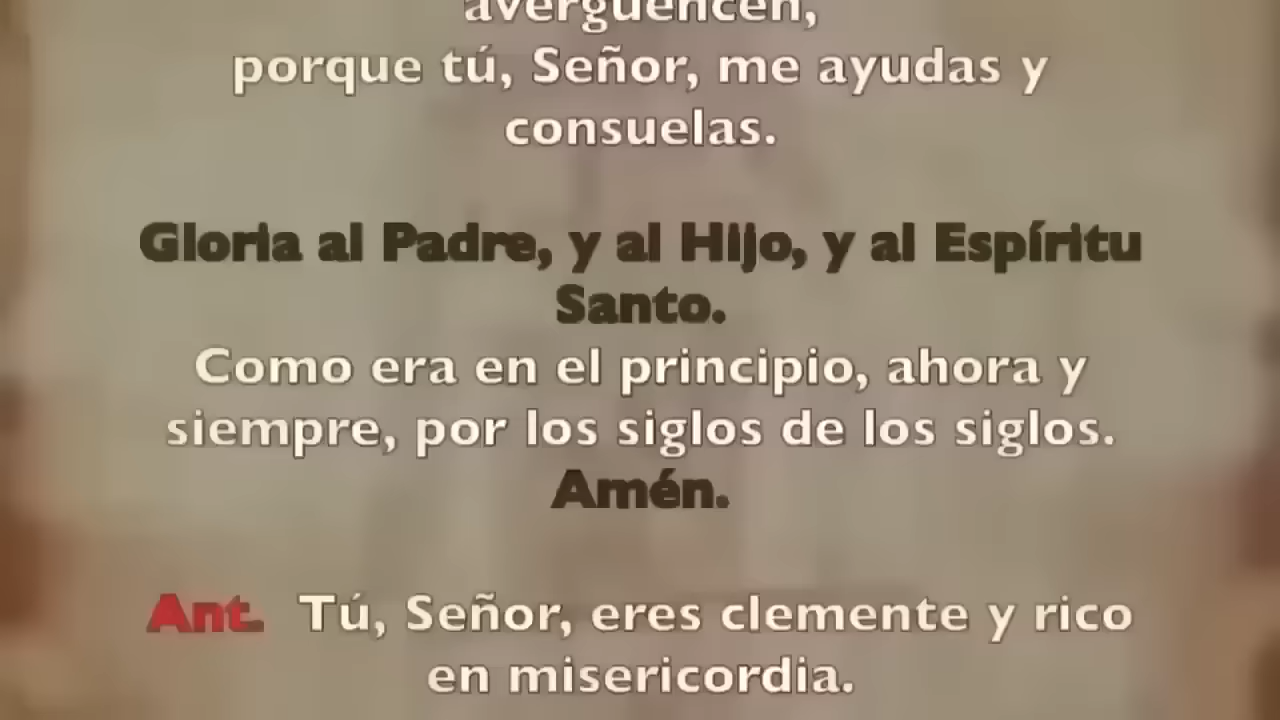 avergüencen,
porque tú, Señor, me ayudas y
consuelas.
Gloria al Padre, y al Hijo, y al Espíritu
Santo.
Como era en el principio, ahora y
siempre, por los siglos de los siglos.
Amén.
Ant. Tú, Señor, eres clemente y rico
en misericordia.